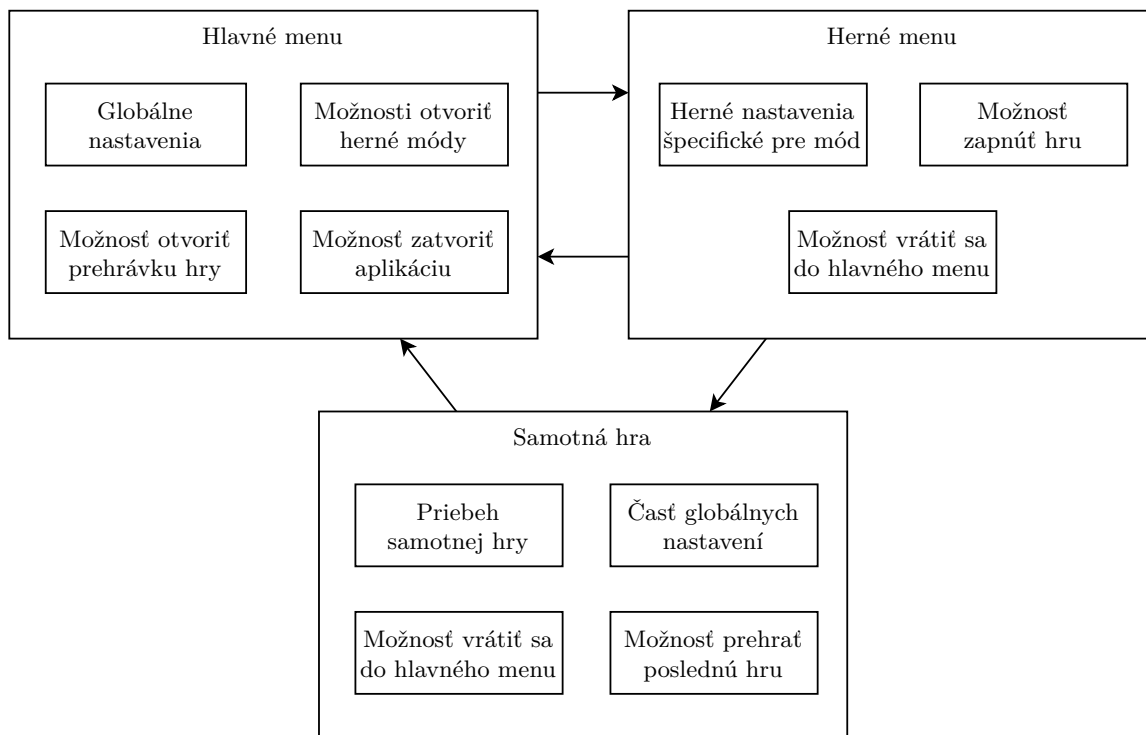 Hlavné menu
Globálne
nastavenia
Možnosti otvoriť
herné módy
Možnosť otvoriť
prehrávku hry
Možnosť zatvoriť
aplikáciu
Herné menu
Herné nastavenia
špecifické pre mód
Možnosť
zapnúť hru
Možnosť vrátiť sa
do hlavného menu
Samotná hra
Priebeh
samotnej hry
Časť globálnych
nastavení
Možnosť vrátiť sa
do hlavného menu
Možnosť prehrať
poslednú hru